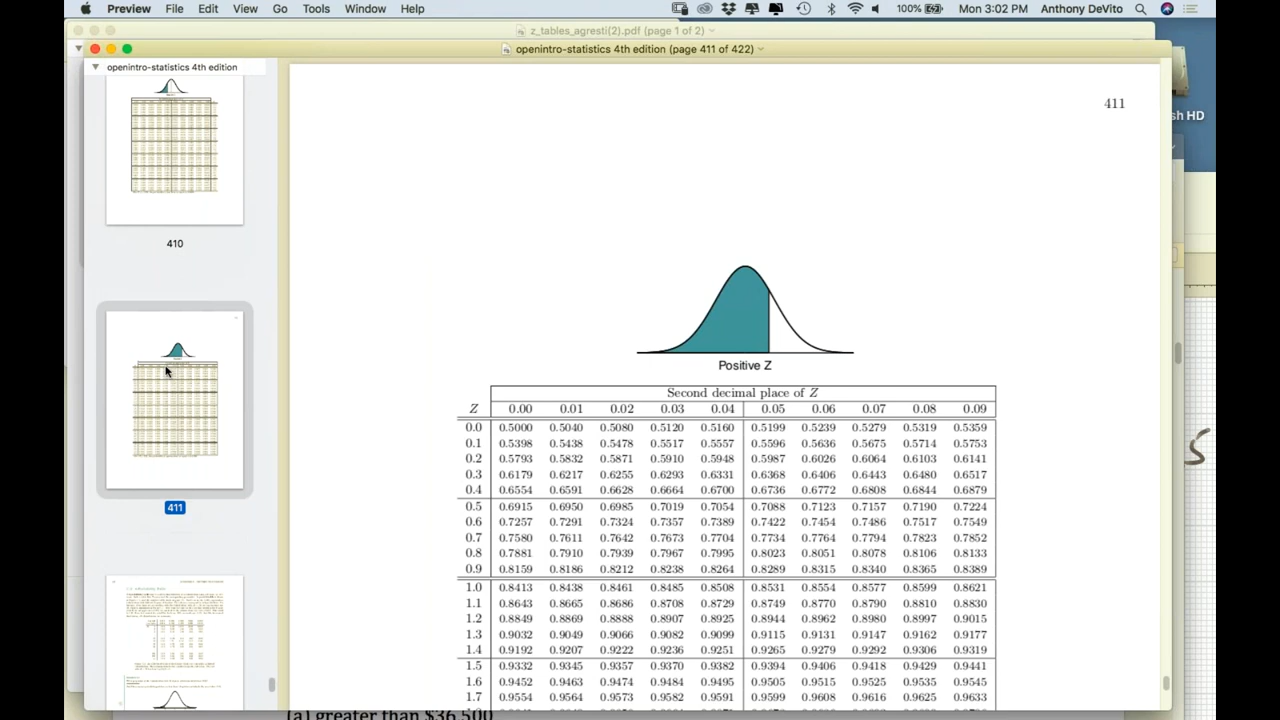 Preview File Edit View Go Tools Window Help 100% Mon 3:02 PM Anthony DeVito
z_tables_agresti(2).pdf (page 1 of 2)
openintro-statistics 4th edition (page 411 of 422)
openintro-statistics 4th edition
410
411
411
sh HD
Positive Z
Second decimal place of Z
Z 0.00 0.01 0.02 0.03 0.04 0.05 0.06 0.07 0.08 0.09
0.0 0.5000 0.5040 0.5080 0.5120 0.5160 0.5199 0.5239 0.5279 0.5319 0.5359
0.1 0.5398 0.5438 0.5478 0.5517 0.5557 0.5596 0.5636 0.5675 0.5714 0.5753
0.2 0.5793 0.5832 0.5871 0.5910 0.5948 0.5987 0.6026 0.6064 0.6103 0.6141
0.3 0.6179 0.6217 0.6255 0.6293 0.6331 0.6368 0.6406 0.6443 0.6480 0.6517
0.4 0.6554 0.6591 0.6628 0.6664 0.6700 0.6736 0.6772 0.6808 0.6844 0.6879
0.5 0.6915 0.6950 0.6985 0.7019 0.7054 0.7088 0.7123 0.7157 0.7190 0.7224
0.6 0.7257 0.7291 0.7324 0.7357 0.7389 0.7422 0.7454 0.7486 0.7517 0.7549
0.7 0.7580 0.7611 0.7642 0.7673 0.7704 0.7734 0.7764 0.7794 0.7823 0.7852
0.8 0.7881 0.7910 0.7939 0.7967 0.7995 0.8023 0.8051 0.8078 0.8106 0.8133
0.9 0.8159 0.8186 0.8212 0.8238 0.8264 0.8289 0.8315 0.8340 0.8365 0.8389
1.0 0.8413 0.8438 0.8461 0.8485 0.8508 0.8531 0.8554 0.8577 0.8599 0.8621
1.1 0.8643 0.8665 0.8686 0.8708 0.8729 0.8749 0.8770 0.8790 0.8810 0.8830
1.2 0.8849 0.8869 0.8888 0.8907 0.8925 0.8944 0.8962 0.8980 0.8997 0.9015
1.3 0.9032 0.9049 0.9066 0.9082 0.9099 0.9115 0.9131 0.9147 0.9162 0.9177
1.4 0.9192 0.9207 0.9222 0.9236 0.9251 0.9265 0.9279 0.9292 0.9306 0.9319
1.5 0.9332 0.9345 0.9357 0.9370 0.9382 0.9394 0.9406 0.9418 0.9429 0.9441
1.6 0.9452 0.9463 0.9474 0.9484 0.9495 0.9505 0.9515 0.9525 0.9535 0.9545
1.7 0.9554 0.9564 0.9573 0.9582 0.9591 0.9599 0.9608 0.9616 0.9625 0.9633
(a) greater than $36,500